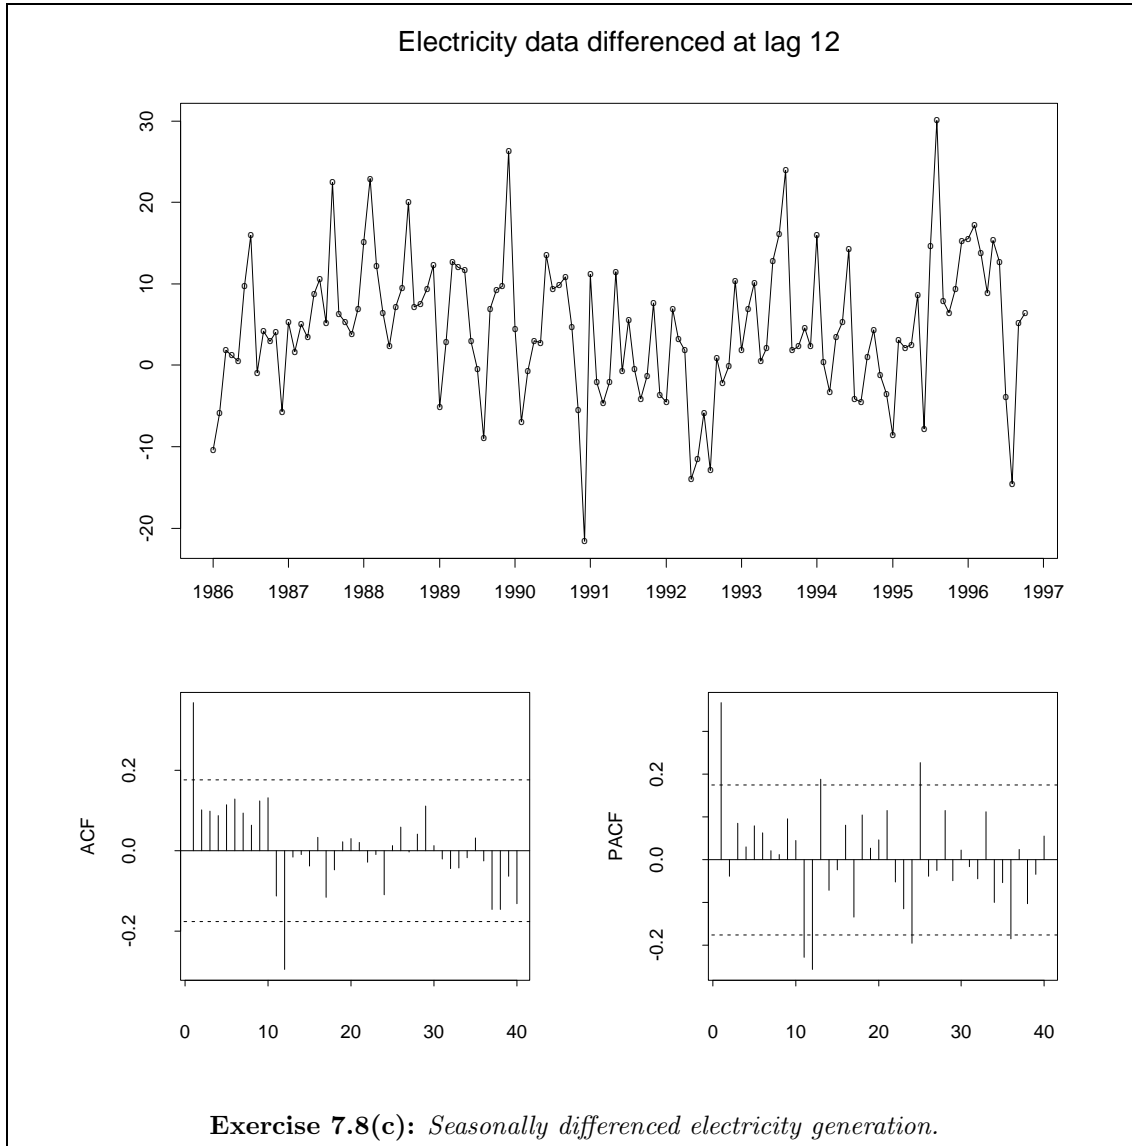 Electricity data differenced at lag 12
30
20
10
0
-10
-20
1986 1987 1988 1989 1990 1991 1992 1993 1994 1995 1996 1997
ACF
0.2
0.0
-0.2
0 10 20 30 40
PACF
0.2
0.0
-0.2
0 10 20 30 40
Exercise 7.8(c): Seasonally differenced electricity generation.